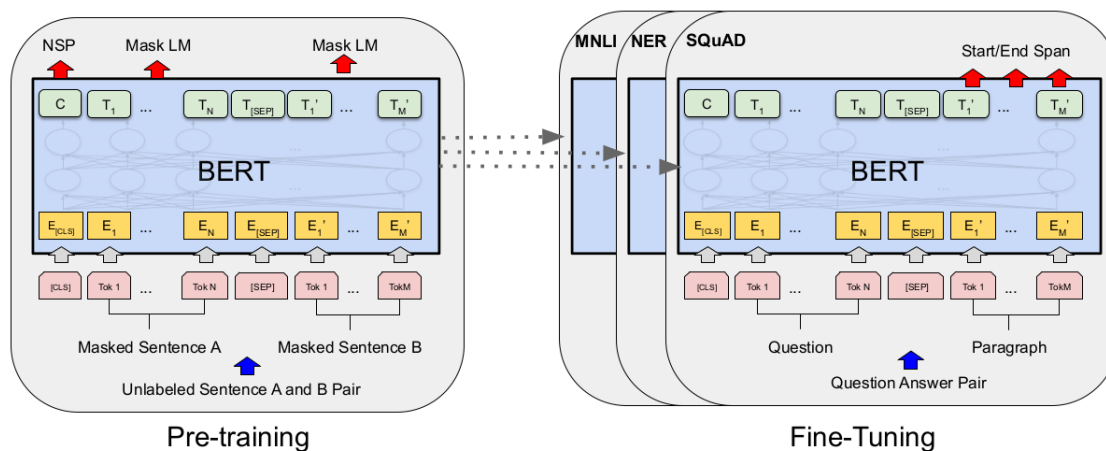 NSP Mask LM Mask LM
C T1 ... TN T[SEP] T1' ... TM'
BERT
E[CLS] E1 ... EN E[SEP] E1' ... EM'
[CLS] Tok 1 ... Tok N [SEP] Tok 1 ... TokM
Masked Sentence A Masked Sentence B
Unlabeled Sentence A and B Pair
Pre-training
MNLI NER SQuAD
Start/End Span
C T1 ... TN T[SEP] T1' ... TM'
BERT
E[CLS] E1 ... EN E[SEP] E1' ... EM'
[CLS] Tok 1 ... Tok N [SEP] Tok 1 ... TokM
Question Paragraph
Question Answer Pair
Fine-Tuning